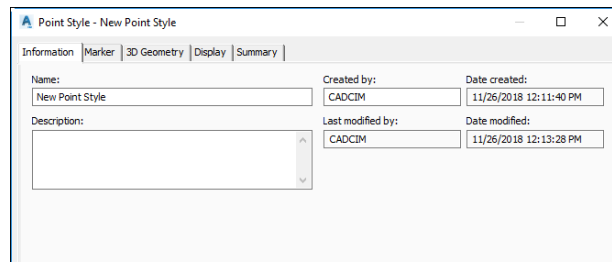 Point Style - New Point Style
Information Marker 3D Geometry Display Summary
Name: Created by: Date created:
New Point Style CADCIM 11/26/2018 12:11:40 PM
Description: Last modified by: Date modified:
CADCIM 11/26/2018 12:13:28 PM